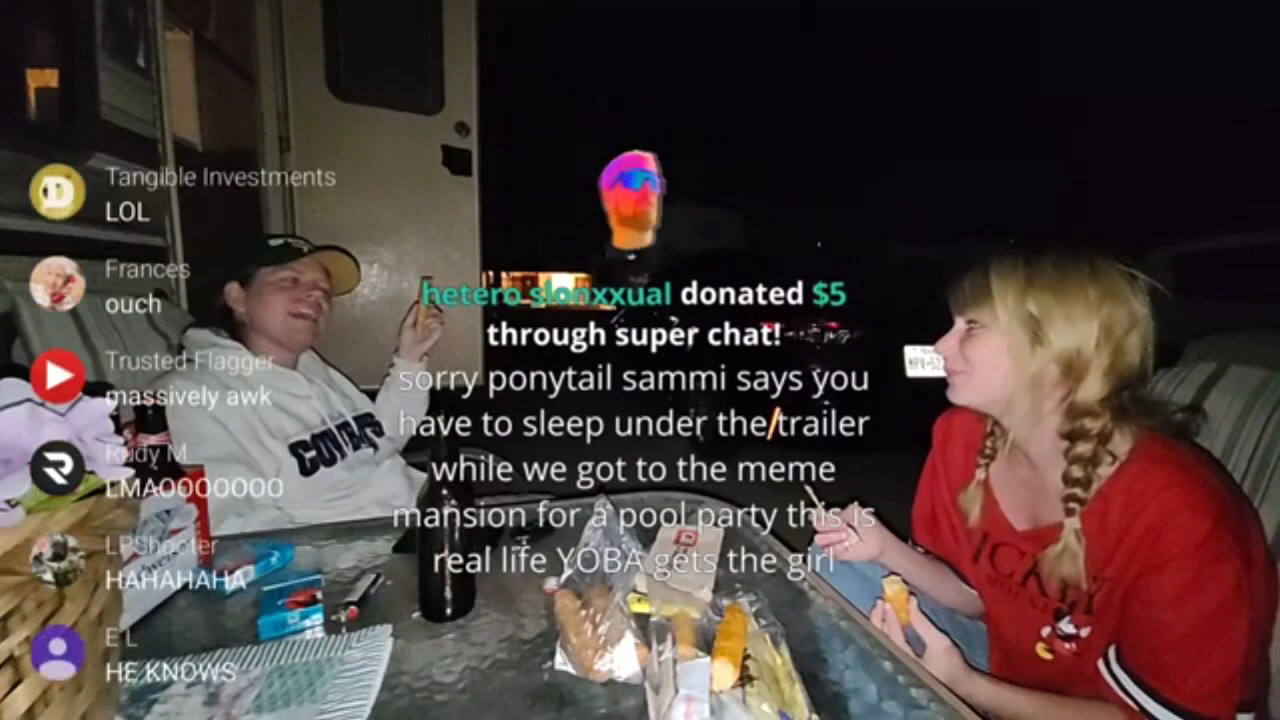 Tangible Investments
LOL
Frances
ouch
Trusted Flagger
massively awk
Rudy M
LMAOOOOOOO
LPShooter
HAHAHAHA
E L
HE KNOWS
hetero slonxxual donated $5
through super chat!
sorry ponytail sammi says you
have to sleep under the trailer
while we got to the meme
mansion for a pool party this is
real life YOBA gets the girl